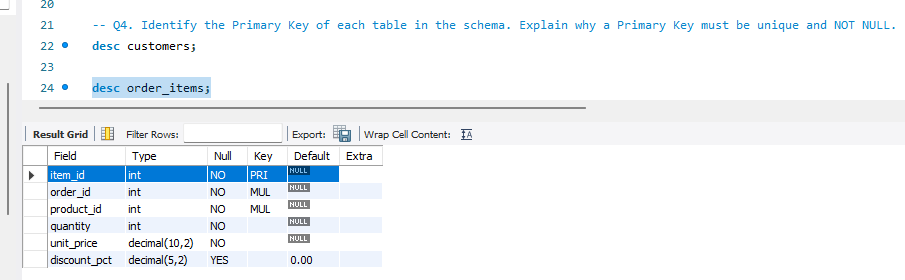 20
21 -- Q4. Identify the Primary Key of each table in the schema. Explain why a Primary Key must be unique and NOT NULL.
22 desc customers;
23
24 desc order_items;
Result Grid Filter Rows: Export: Wrap Cell Content:
Field Type Null Key Default Extra
item_id int NO PRI NULL
order_id int NO MUL NULL
product_id int NO MUL NULL
quantity int NO NULL
unit_price decimal(10,2) NO NULL
discount_pct decimal(5,2) YES 0.00